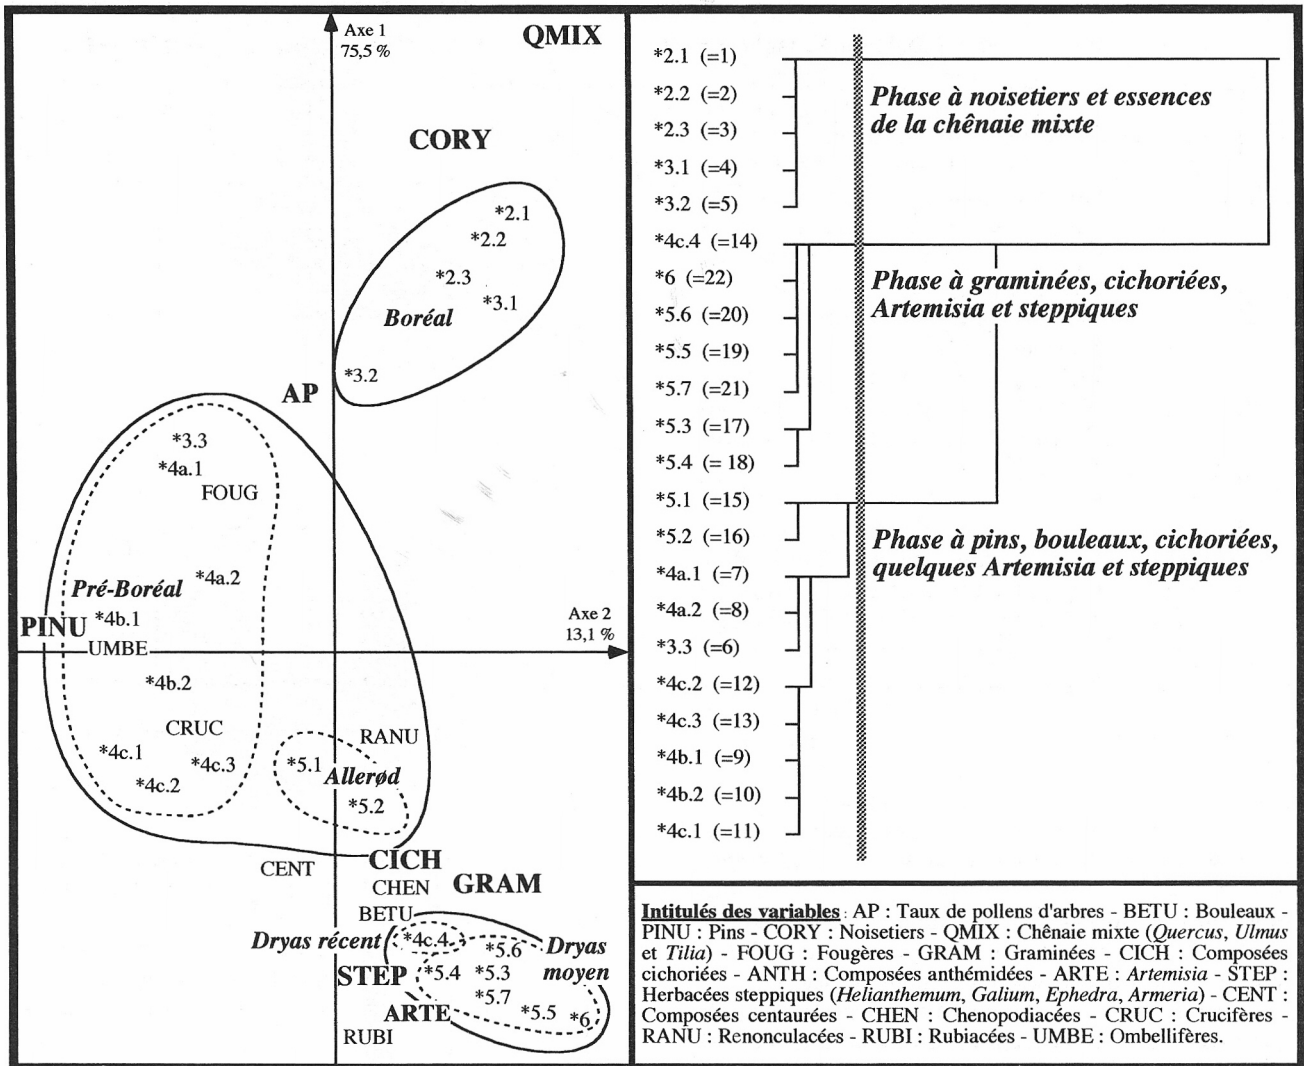 Axe 1
75,5 %
QMIX
CORY
*2.1
*2.2
*2.3
*3.1
Boréal
*3.2
AP
*3.3
*4a.1
FOUG
*4a.2
Pré-Boréal
*4b.1
PINU
UMBE
Axe 2
13,1 %
*4b.2
CRUC
RANU
*4c.1
*4c.3
*4c.2
*5.1
Allerød
*5.2
CENT
CICH
CHEN
GRAM
BETU
Dryas récent
*4c.4
*5.6
Dryas
moyen
STEP
*5.4
*5.3
*5.7
ARTE
*5.5
*6
RUBI
*2.1 (=1)
*2.2 (=2)
*2.3 (=3)
*3.1 (=4)
*3.2 (=5)
*4c.4 (=14)
*6 (=22)
*5.6 (=20)
*5.5 (=19)
*5.7 (=21)
*5.3 (=17)
*5.4 (= 18)
*5.1 (=15)
*5.2 (=16)
*4a.1 (=7)
*4a.2 (=8)
*3.3 (=6)
*4c.2 (=12)
*4c.3 (=13)
*4b.1 (=9)
*4b.2 (=10)
*4c.1 (=11)
Phase à noisetiers et essences
de la chênaie mixte
Phase à graminées, cichoriées,
Artemisia et steppiques
Phase à pins, bouleaux, cichoriées,
quelques Artemisia et steppiques
Intitulés des variables : AP : Taux de pollens d'arbres - BETU : Bouleaux -
PINU : Pins - CORY : Noisetiers - QMIX : Chênaie mixte (Quercus, Ulmus
et Tilia) - FOUG : Fougères - GRAM : Graminées - CICH : Composées
cichoriées - ANTH : Composées anthémidées - ARTE : Artemisia - STEP :
Herbacées steppiques (Helianthemum, Galium, Ephedra, Armeria) - CENT :
Composées centaurées - CHEN : Chenopodiacées - CRUC : Crucifères -
RANU : Renonculacées - RUBI : Rubiacées - UMBE : Ombellifères.